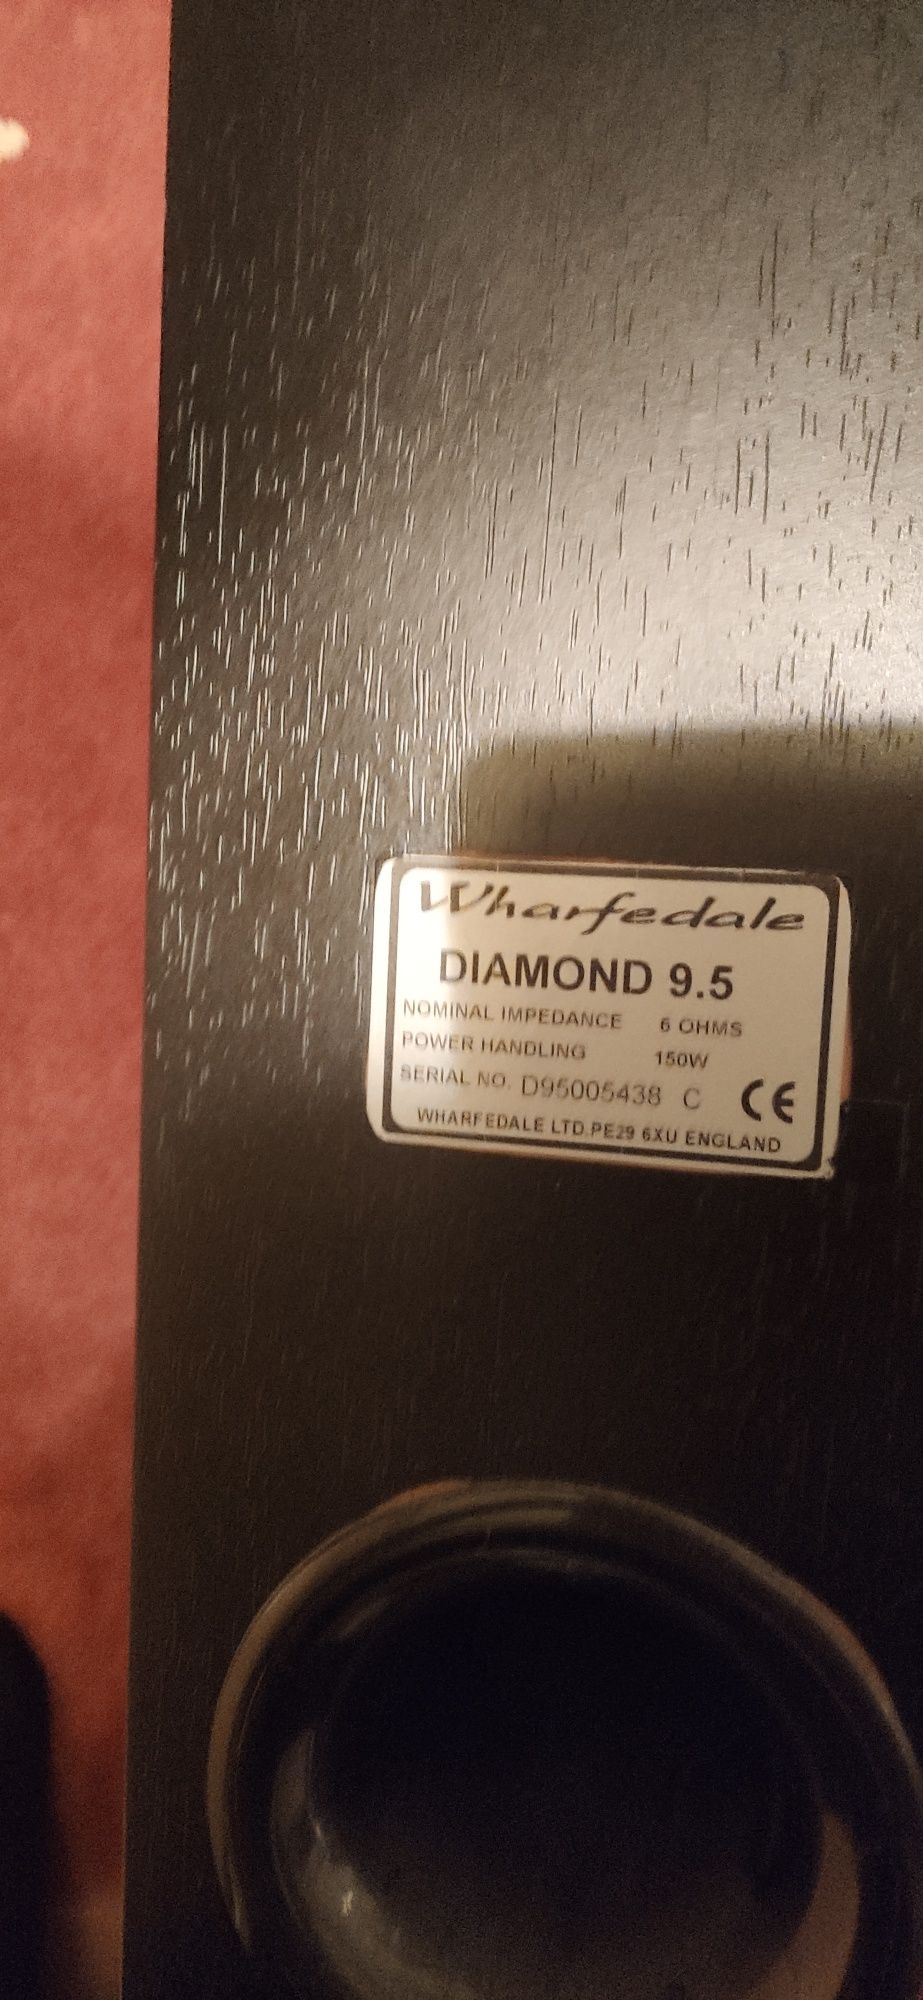 Wharfedale
DIAMOND 9.5
NOMINAL IMPEDANCE 6 OHMS
POWER HANDLING 150W
SERIAL NO. D95005438 C CE
WHARFEDALE LTD.PE29 6XU ENGLAND